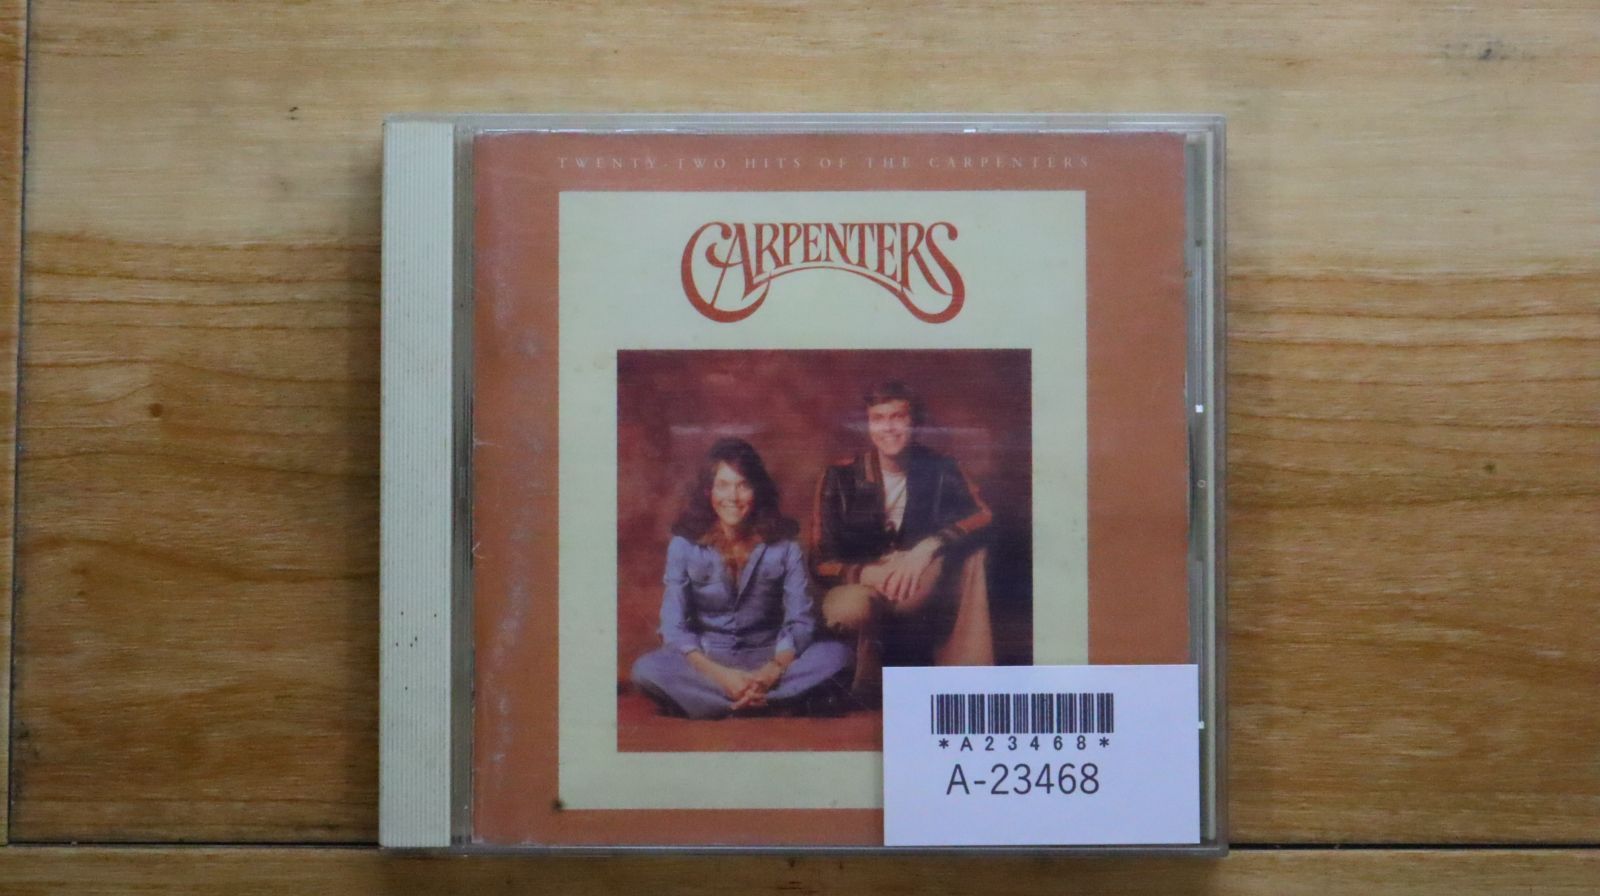 TWENTY-TWO HITS OF THE CARPENTERS
CARPENTERS
*A23468*
A-23468